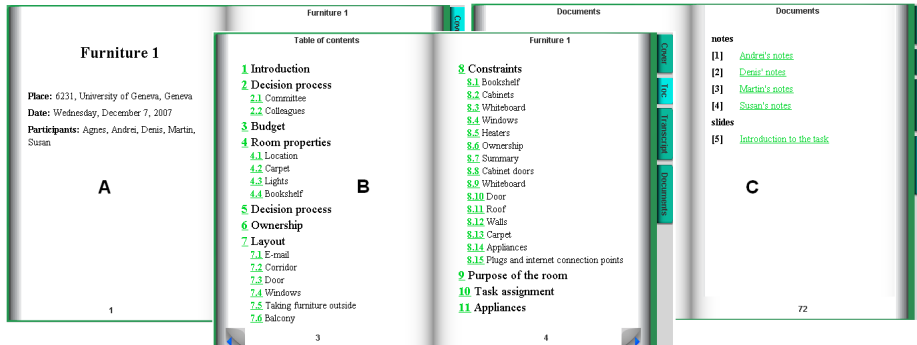 Furniture 1
Cov
Furniture 1
Place: 6231, University of Geneva, Geneva
Date: Wednesday, December 7, 2007
Participants: Agnes, Andrei, Denis, Martin,
Susan
A
1
Table of contents
1 Introduction
2 Decision process
2.1 Committee
2.2 Colleagues
3 Budget
4 Room properties
4.1 Location
4.2 Carpet
4.3 Lights
4.4 Bookshelf
5 Decision process
6 Ownership
7 Layout
7.1 E-mail
7.2 Corridor
7.3 Door
7.4 Windows
7.5 Taking furniture outside
7.6 Balcony
B
3
Furniture 1
8 Constraints
8.1 Bookshelf
8.2 Cabinets
8.3 Whiteboard
8.4 Windows
8.5 Heaters
8.6 Ownership
8.7 Summary
8.8 Cabinet doors
8.9 Whiteboard
8.10 Door
8.11 Roof
8.12 Walls
8.13 Carpet
8.14 Appliances
8.15 Plugs and internet connection points
9 Purpose of the room
10 Task assignment
11 Appliances
4
Cover
Toc
Transcript
Documents
Documents
Documents
notes
[1] Andrei's notes
[2] Denis' notes
[3] Martin's notes
[4] Susan's notes
slides
[5] Introduction to the task
C
72